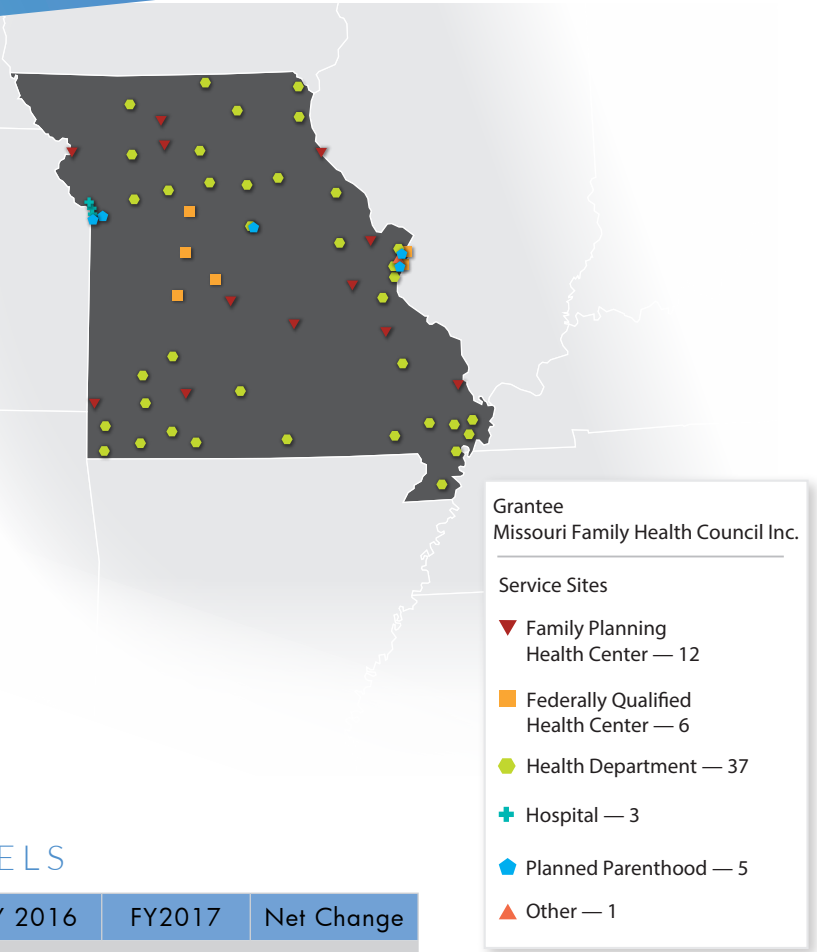 Grantee
Missouri Family Health Council Inc.
Service Sites
Family Planning
Health Center — 12
Federally Qualified
Health Center — 6
Health Department — 37
Hospital — 3
Planned Parenthood — 5
Other — 1
ELS
Y 2016 FY2017 Net Change